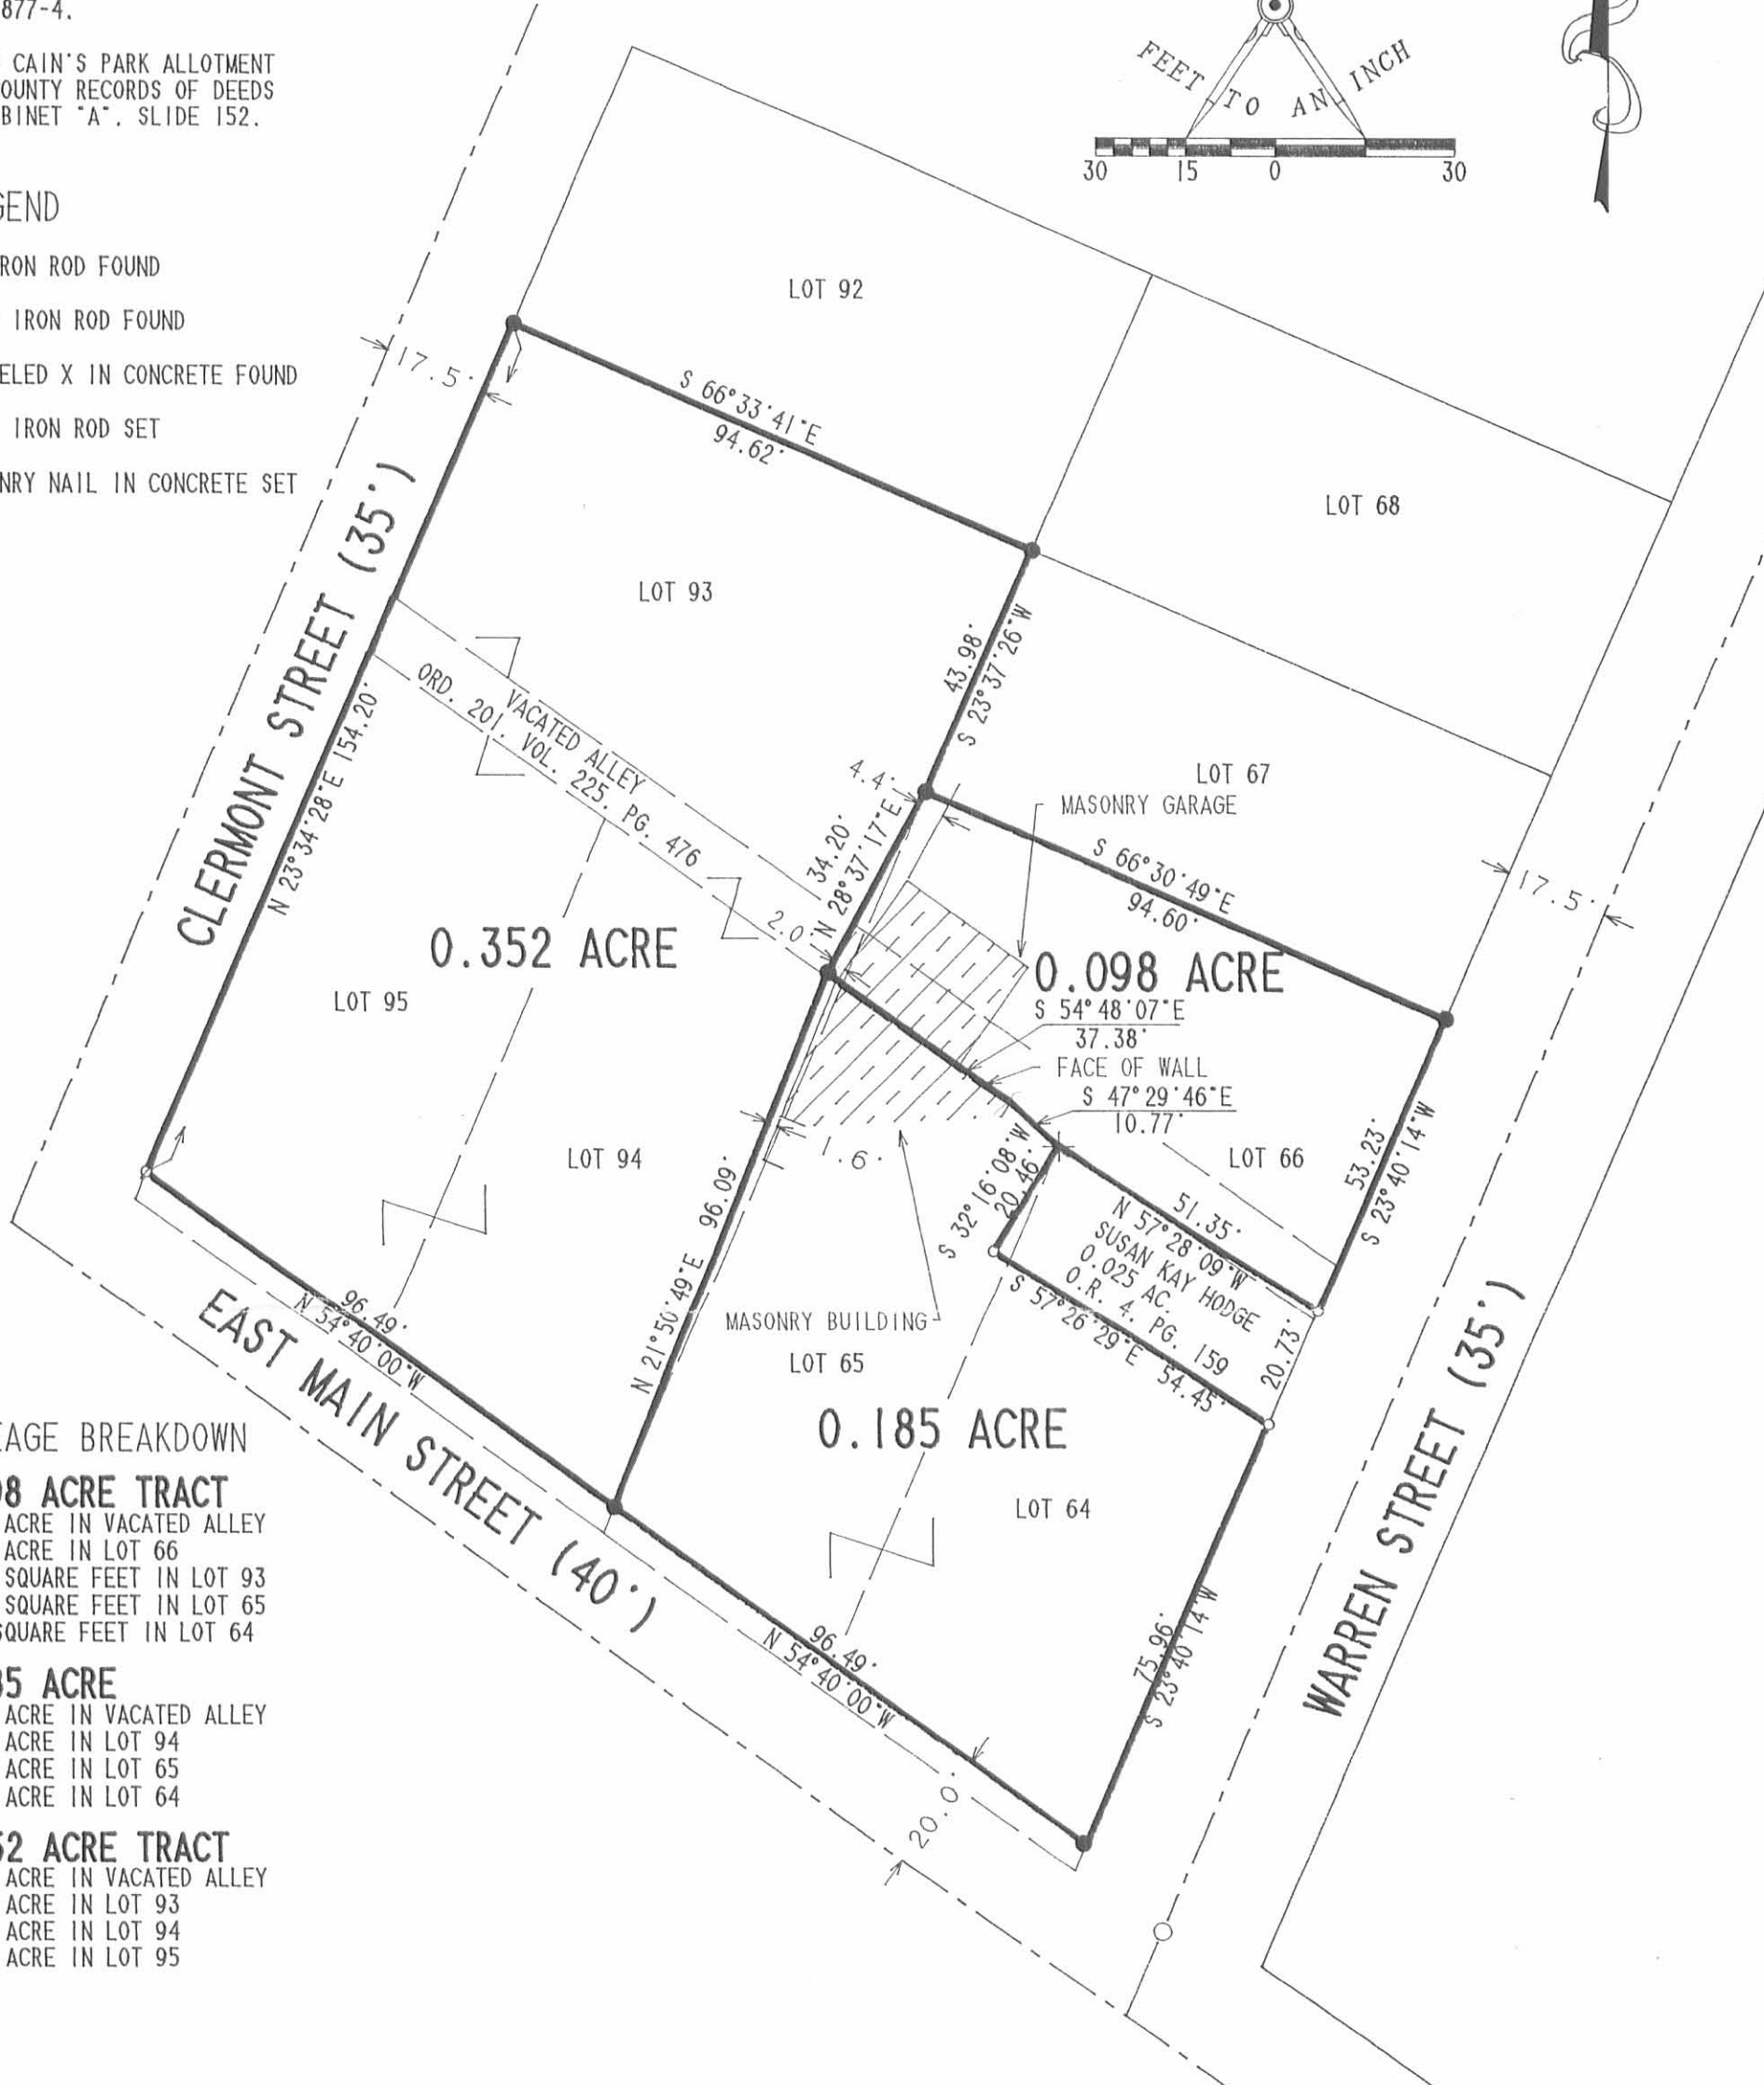 877-4.
CAIN'S PARK ALLOTMENT
OUNTY RECORDS OF DEEDS
BINET "A", SLIDE 152.
GEND
RON ROD FOUND
IRON ROD FOUND
ELED X IN CONCRETE FOUND
IRON ROD SET
NRY NAIL IN CONCRETE SET
FEET TO AN INCH
30 15 0 30
LOT 92
17.5'
S 66°33'41"E
94.62'
LOT 68
LOT 93
CLERMONT STREET (35')
N 23°34'28"E 154.20'
43.98'
S 23°37'26"W
VACATED ALLEY
ORD. 201, VOL. 225, PG. 476
LOT 67
4.4'
MASONRY GARAGE
34.20'
N 28°37'17"E
S 66°30'49"E
94.60'
17.5'
2.0'
0.352 ACRE
0.098 ACRE
LOT 95
S 54°48'07"E
37.38'
FACE OF WALL
S 47°29'46"E
10.77'
LOT 94
1.6'
LOT 66
53.23'
S 23°40'14"W
S 32°16'08"W
20.46'
51.35'
N 57°28'09"W
SUSAN KAY HODGE
0.025 AC.
O.R. 4, PG. 159
S 57°26'29"E 54.45'
20.73'
96.09'
N 21°50'49"E
MASONRY BUILDING
LOT 65
96.49'
N 54°40'00"W
EAST MAIN STREET (40')
0.185 ACRE
LOT 64
WARREN STREET (35')
75.96'
S 23°40'14"W
96.49'
N 54°40'00"W
20.0'
EAGE BREAKDOWN
98 ACRE TRACT
ACRE IN VACATED ALLEY
ACRE IN LOT 66
SQUARE FEET IN LOT 93
SQUARE FEET IN LOT 65
SQUARE FEET IN LOT 64
85 ACRE
ACRE IN VACATED ALLEY
ACRE IN LOT 94
ACRE IN LOT 65
ACRE IN LOT 64
52 ACRE TRACT
ACRE IN VACATED ALLEY
ACRE IN LOT 93
ACRE IN LOT 94
ACRE IN LOT 95